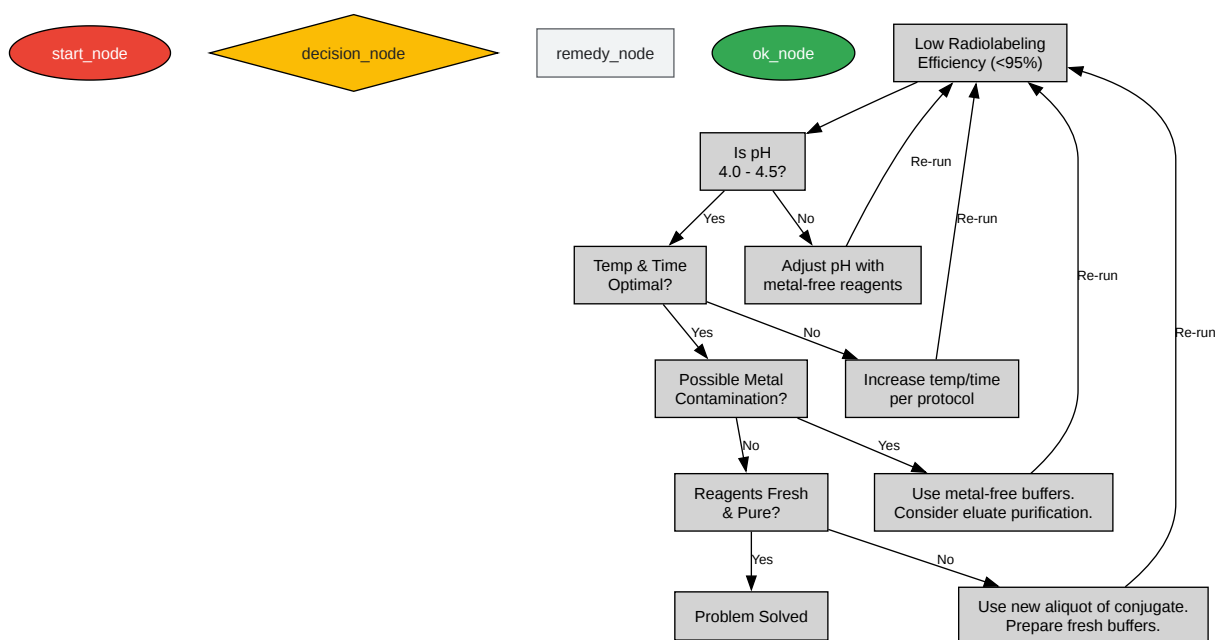 start_node
decision_node
remedy_node
ok_node
Low Radiolabeling
Efficiency (<95%)
Is pH
4.0 - 4.5?
Re-run
Yes
No
Re-run
Temp & Time
Optimal?
Adjust pH with
metal-free reagents
Re-run
Yes
No
Re-run
Possible Metal
Contamination?
Increase temp/time
per protocol
No
Yes
Reagents Fresh
& Pure?
Use metal-free buffers.
Consider eluate purification.
Yes
No
Problem Solved
Use new aliquot of conjugate.
Prepare fresh buffers.